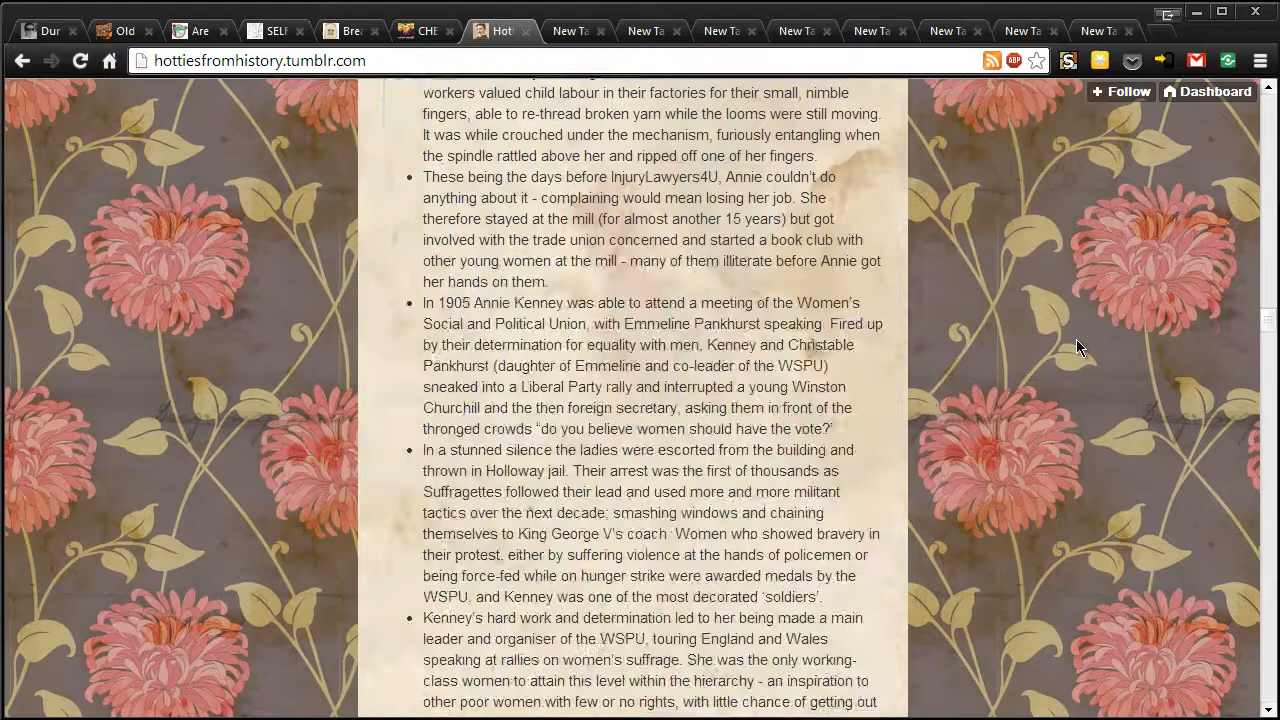 Dur
Old
Are
SELF
Bre
CHE
Hott
New Ta
New Ta
New Ta
New Ta
New Ta
New Ta
New Ta
New Ta
hottiesfromhistory.tumblr.com
ABP
S
+ Follow
Dashboard
workers valued child labour in their factories for their small, nimble
fingers, able to re-thread broken yarn while the looms were still moving.
It was while crouched under the mechanism, furiously entangling when
the spindle rattled above her and ripped off one of her fingers.
These being the days before InjuryLawyers4U, Annie couldn't do
anything about it - complaining would mean losing her job. She
therefore stayed at the mill (for almost another 15 years) but got
involved with the trade union concerned and started a book club with
other young women at the mill - many of them illiterate before Annie got
her hands on them.
In 1905 Annie Kenney was able to attend a meeting of the Women's
Social and Political Union, with Emmeline Pankhurst speaking. Fired up
by their determination for equality with men, Kenney and Christable
Pankhurst (daughter of Emmeline and co-leader of the WSPU)
sneaked into a Liberal Party rally and interrupted a young Winston
Churchill and the then foreign secretary, asking them in front of the
thronged crowds “do you believe women should have the vote?’
In a stunned silence the ladies were escorted from the building and
thrown in Holloway jail. Their arrest was the first of thousands as
Suffragettes followed their lead and used more and more militant
tactics over the next decade; smashing windows and chaining
themselves to King George V's coach. Women who showed bravery in
their protest, either by suffering violence at the hands of policemen or
being force-fed while on hunger strike were awarded medals by the
WSPU, and Kenney was one of the most decorated ‘soldiers’.
Kenney's hard work and determination led to her being made a main
leader and organiser of the WSPU, touring England and Wales
speaking at rallies on women's suffrage. She was the only working-
class women to attain this level within the hierarchy - an inspiration to
other poor women with few or no rights, with little chance of getting out